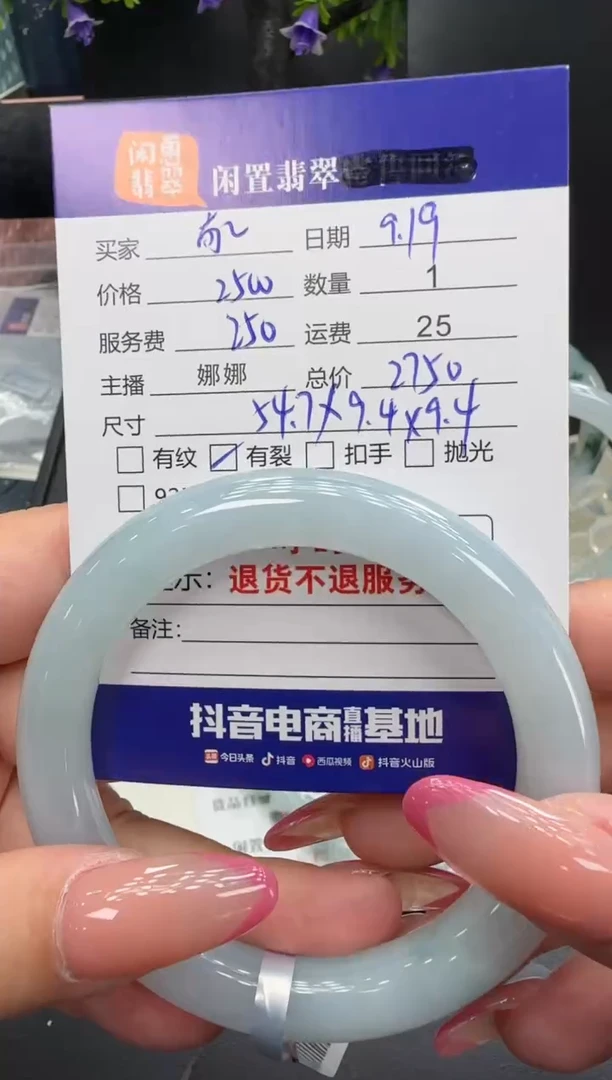 闲置翡翠
闲置翡翠
买家 日期 9.19
价格 2500 数量 1
服务费 250 运费 25
主播 娜娜 总价 2750
尺寸 54.7×9.4×9.4
有纹 有裂 扣手 抛光
示：退货不退服务
备注：
抖音电商直播基地
头条 今日头条 抖音 西瓜视频 抖音火山版